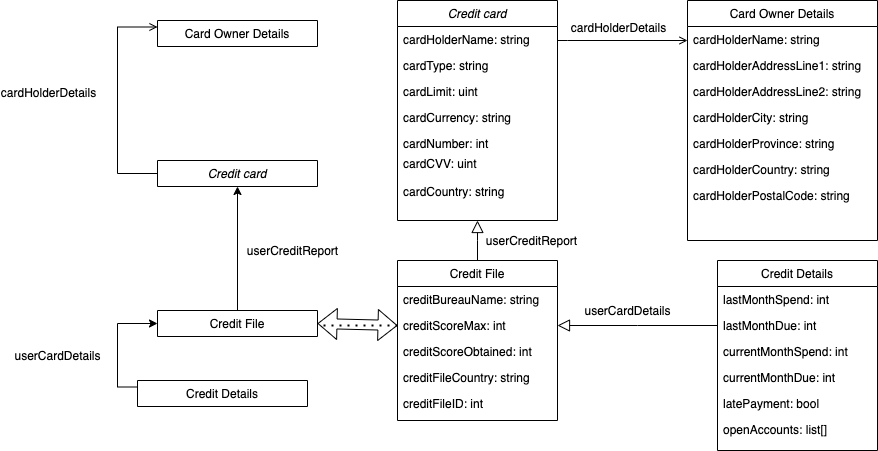 Card Owner Details
cardHolderDetails
Credit card
userCreditReport
Credit File
userCardDetails
Credit Details
Credit card
cardHolderName: string
cardType: string
cardLimit: uint
cardCurrency: string
cardNumber: int
cardCVV: uint
cardCountry: string
cardHolderDetails
Card Owner Details
cardHolderName: string
cardHolderAddressLine1: string
cardHolderAddressLine2: string
cardHolderCity: string
cardHolderProvince: string
cardHolderCountry: string
cardHolderPostalCode: string
userCreditReport
Credit File
creditBureauName: string
creditScoreMax: int
creditScoreObtained: int
creditFileCountry: string
creditFileID: int
userCardDetails
Credit Details
lastMonthSpend: int
lastMonthDue: int
currentMonthSpend: int
currentMonthDue: int
latePayment: bool
openAccounts: list[]